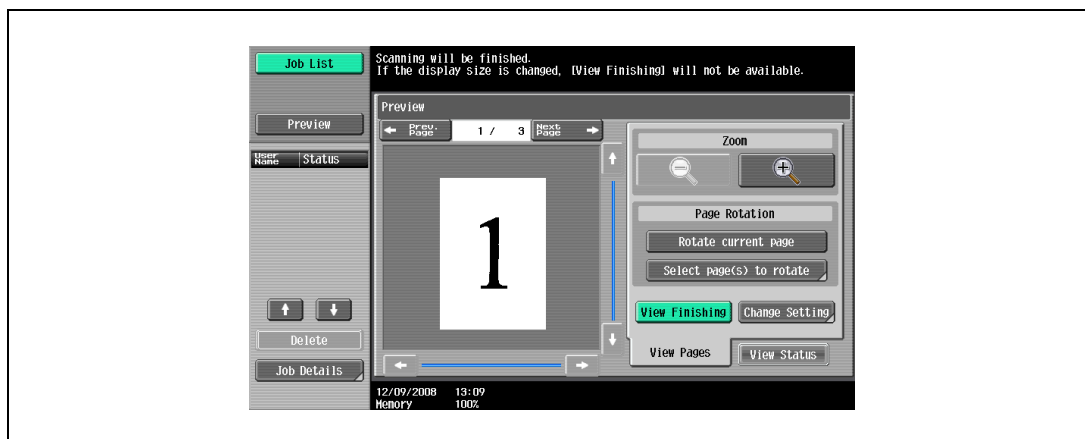 Job List
Scanning will be finished.
If the display size is changed, [View Finishing] will not be available.
Preview
Preview
Prev. Page
1 / 3
Next Page
User Name
Status
Zoom
1
Page Rotation
Rotate current page
Select page(s) to rotate
View Finishing
Change Setting
Delete
View Pages
View Status
Job Details
12/09/2008 13:09
Memory 100%